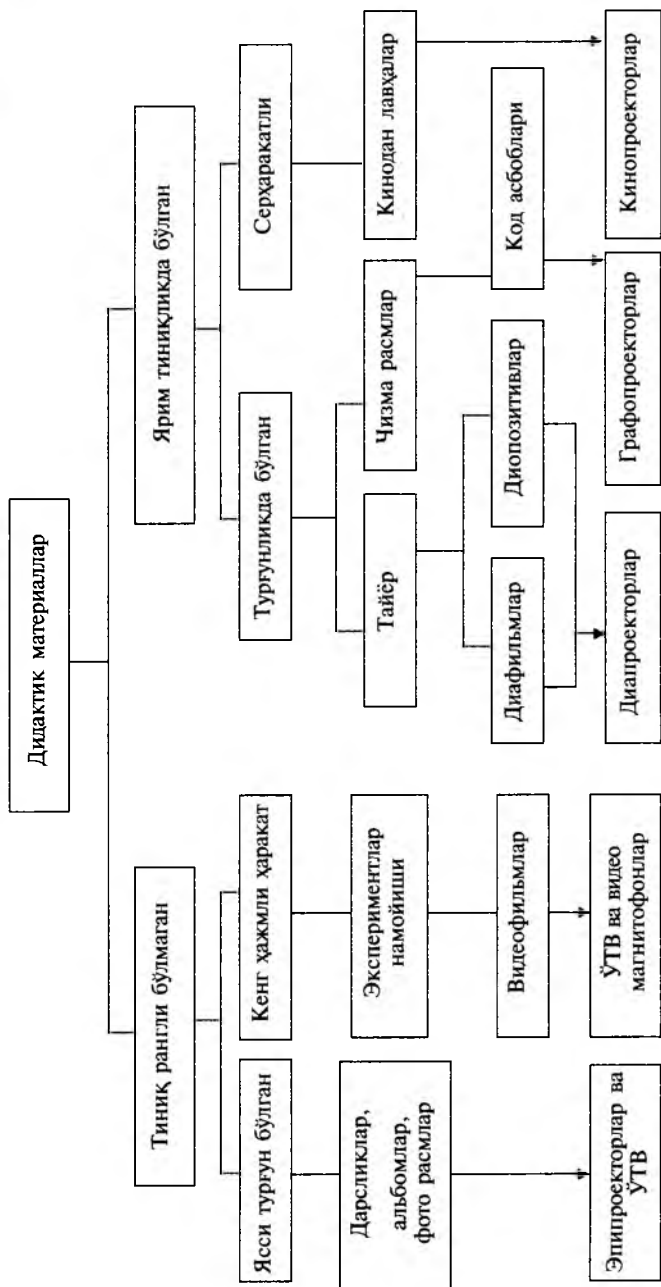 Дидактик материаллар
Тиниқ рангли бўлмаган
Ярим тиниқликда бўлган
Ясси турғун бўлган
Кенг ҳажмли ҳаракат
Турғунликда бўлган
Серҳаракатли
Дарсликлар,
альбомлар,
фото расмлар
Экспериментлар
намойиши
Тайёр
Чизма расмлар
Кинодан лавҳалар
Видеофильмлар
Диафильмлар
Диопозитивлар
Код асбоблари
Эпипроекторлар ва
ЎТВ
ЎТВ ва видео
магнитофонлар
Диапроекторлар
Графопроекторлар
Кинопроекторлар